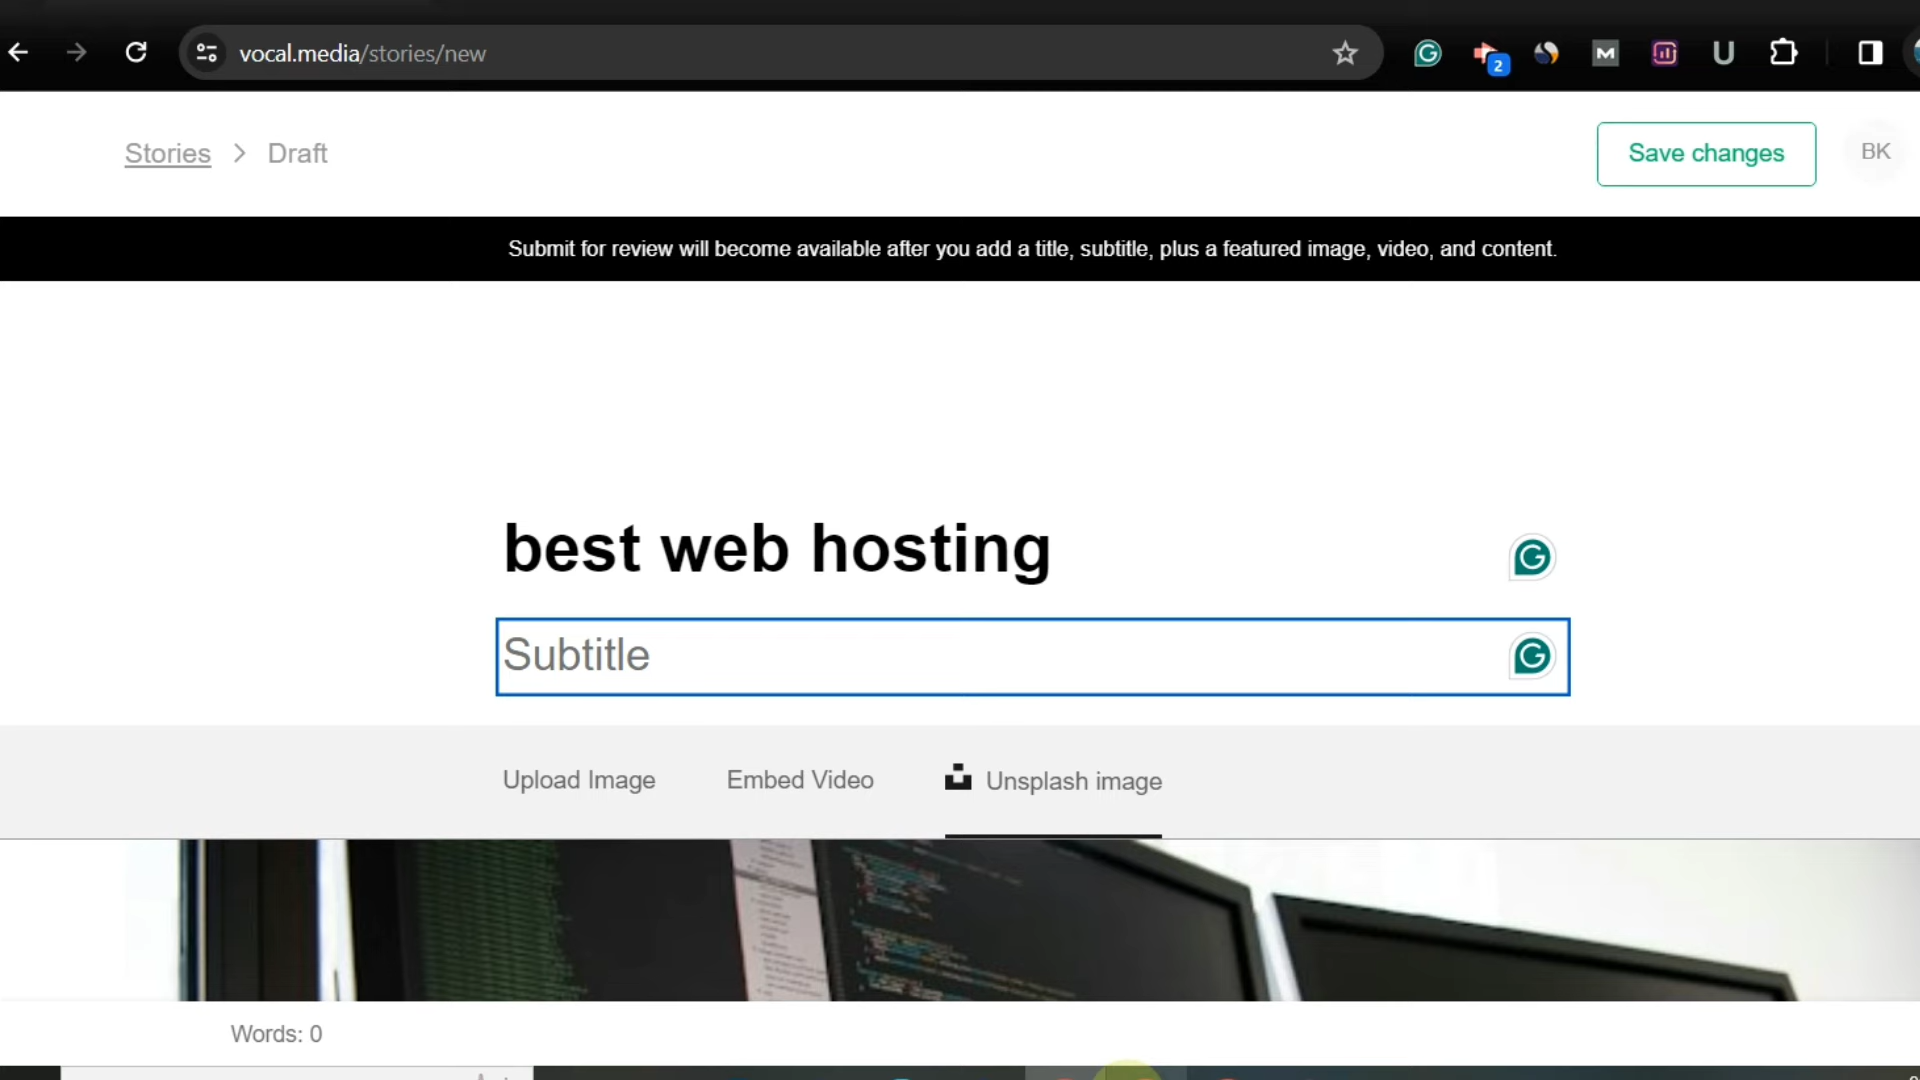 vocal.media/stories/new
2
Stories > Draft
Save changes
BK
Submit for review will become available after you add a title, subtitle, plus a featured image, video, and content.
best web hosting
Subtitle
Upload Image
Embed Video
Unsplash image
Words: 0